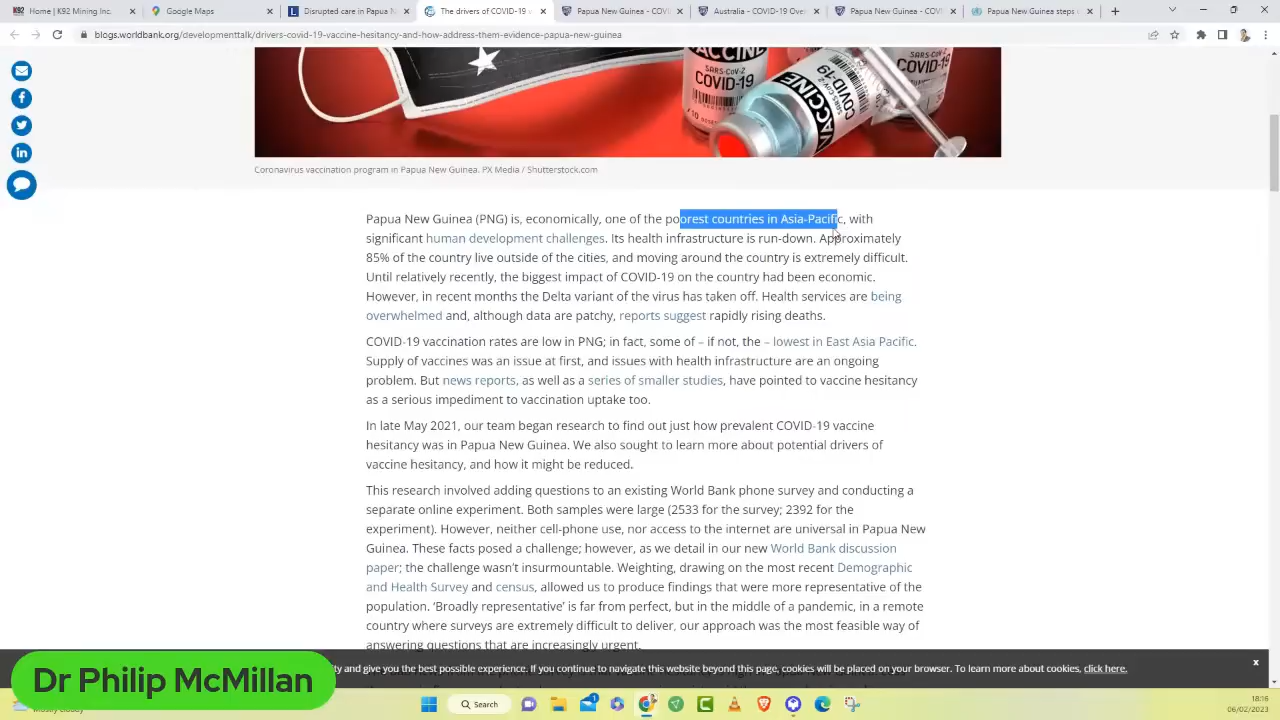 Home | K92 Mining Inc.
Google Maps
Disrupted care in Papua N
The drivers of COVID-19 v
Papua New Guinea - COVI
Australia - COVID-19 Over
Papua New Guinea - COVI
Papua New Guinea steps
blogs.worldbank.org/developmenttalk/drivers-covid-19-vaccine-hesitancy-and-how-address-them-evidence-papua-new-guinea
VACCINE
SARS-CoV-2
COVID-19
VACCINE
SARS-CoV-2
COVID-19
VACCINE
SARS-CoV-2
COVID-19
Coronavirus vaccination program in Papua New Guinea. PX Media / Shutterstock.com
Papua New Guinea (PNG) is, economically, one of the poorest countries in Asia-Pacific, with
significant human development challenges. Its health infrastructure is run-down. Approximately
85% of the country live outside of the cities, and moving around the country is extremely difficult.
Until relatively recently, the biggest impact of COVID-19 on the country had been economic.
However, in recent months the Delta variant of the virus has taken off. Health services are being
overwhelmed and, although data are patchy, reports suggest rapidly rising deaths.
COVID-19 vaccination rates are low in PNG; in fact, some of – if not, the – lowest in East Asia Pacific.
Supply of vaccines was an issue at first, and issues with health infrastructure are an ongoing
problem. But news reports, as well as a series of smaller studies, have pointed to vaccine hesitancy
as a serious impediment to vaccination uptake too.
In late May 2021, our team began research to find out just how prevalent COVID-19 vaccine
hesitancy was in Papua New Guinea. We also sought to learn more about potential drivers of
vaccine hesitancy, and how it might be reduced.
This research involved adding questions to an existing World Bank phone survey and conducting a
separate online experiment. Both samples were large (2533 for the survey; 2392 for the
experiment). However, neither cell-phone use, nor access to the internet are universal in Papua New
Guinea. These facts posed a challenge; however, as we detail in our new World Bank discussion
paper; the challenge wasn't insurmountable. Weighting, drawing on the most recent Demographic
and Health Survey and census, allowed us to produce findings that were more representative of the
population. 'Broadly representative' is far from perfect, but in the middle of a pandemic, in a remote
country where surveys are extremely difficult to deliver, our approach was the most feasible way of
answering questions that are increasingly urgent.
ty and give you the best possible experience. If you continue to navigate this website beyond this page, cookies will be placed on your browser. To learn more about cookies, click here.
x
Dr Philip McMillan
Mostly cloudy
Search
1
18:16
06/02/2023